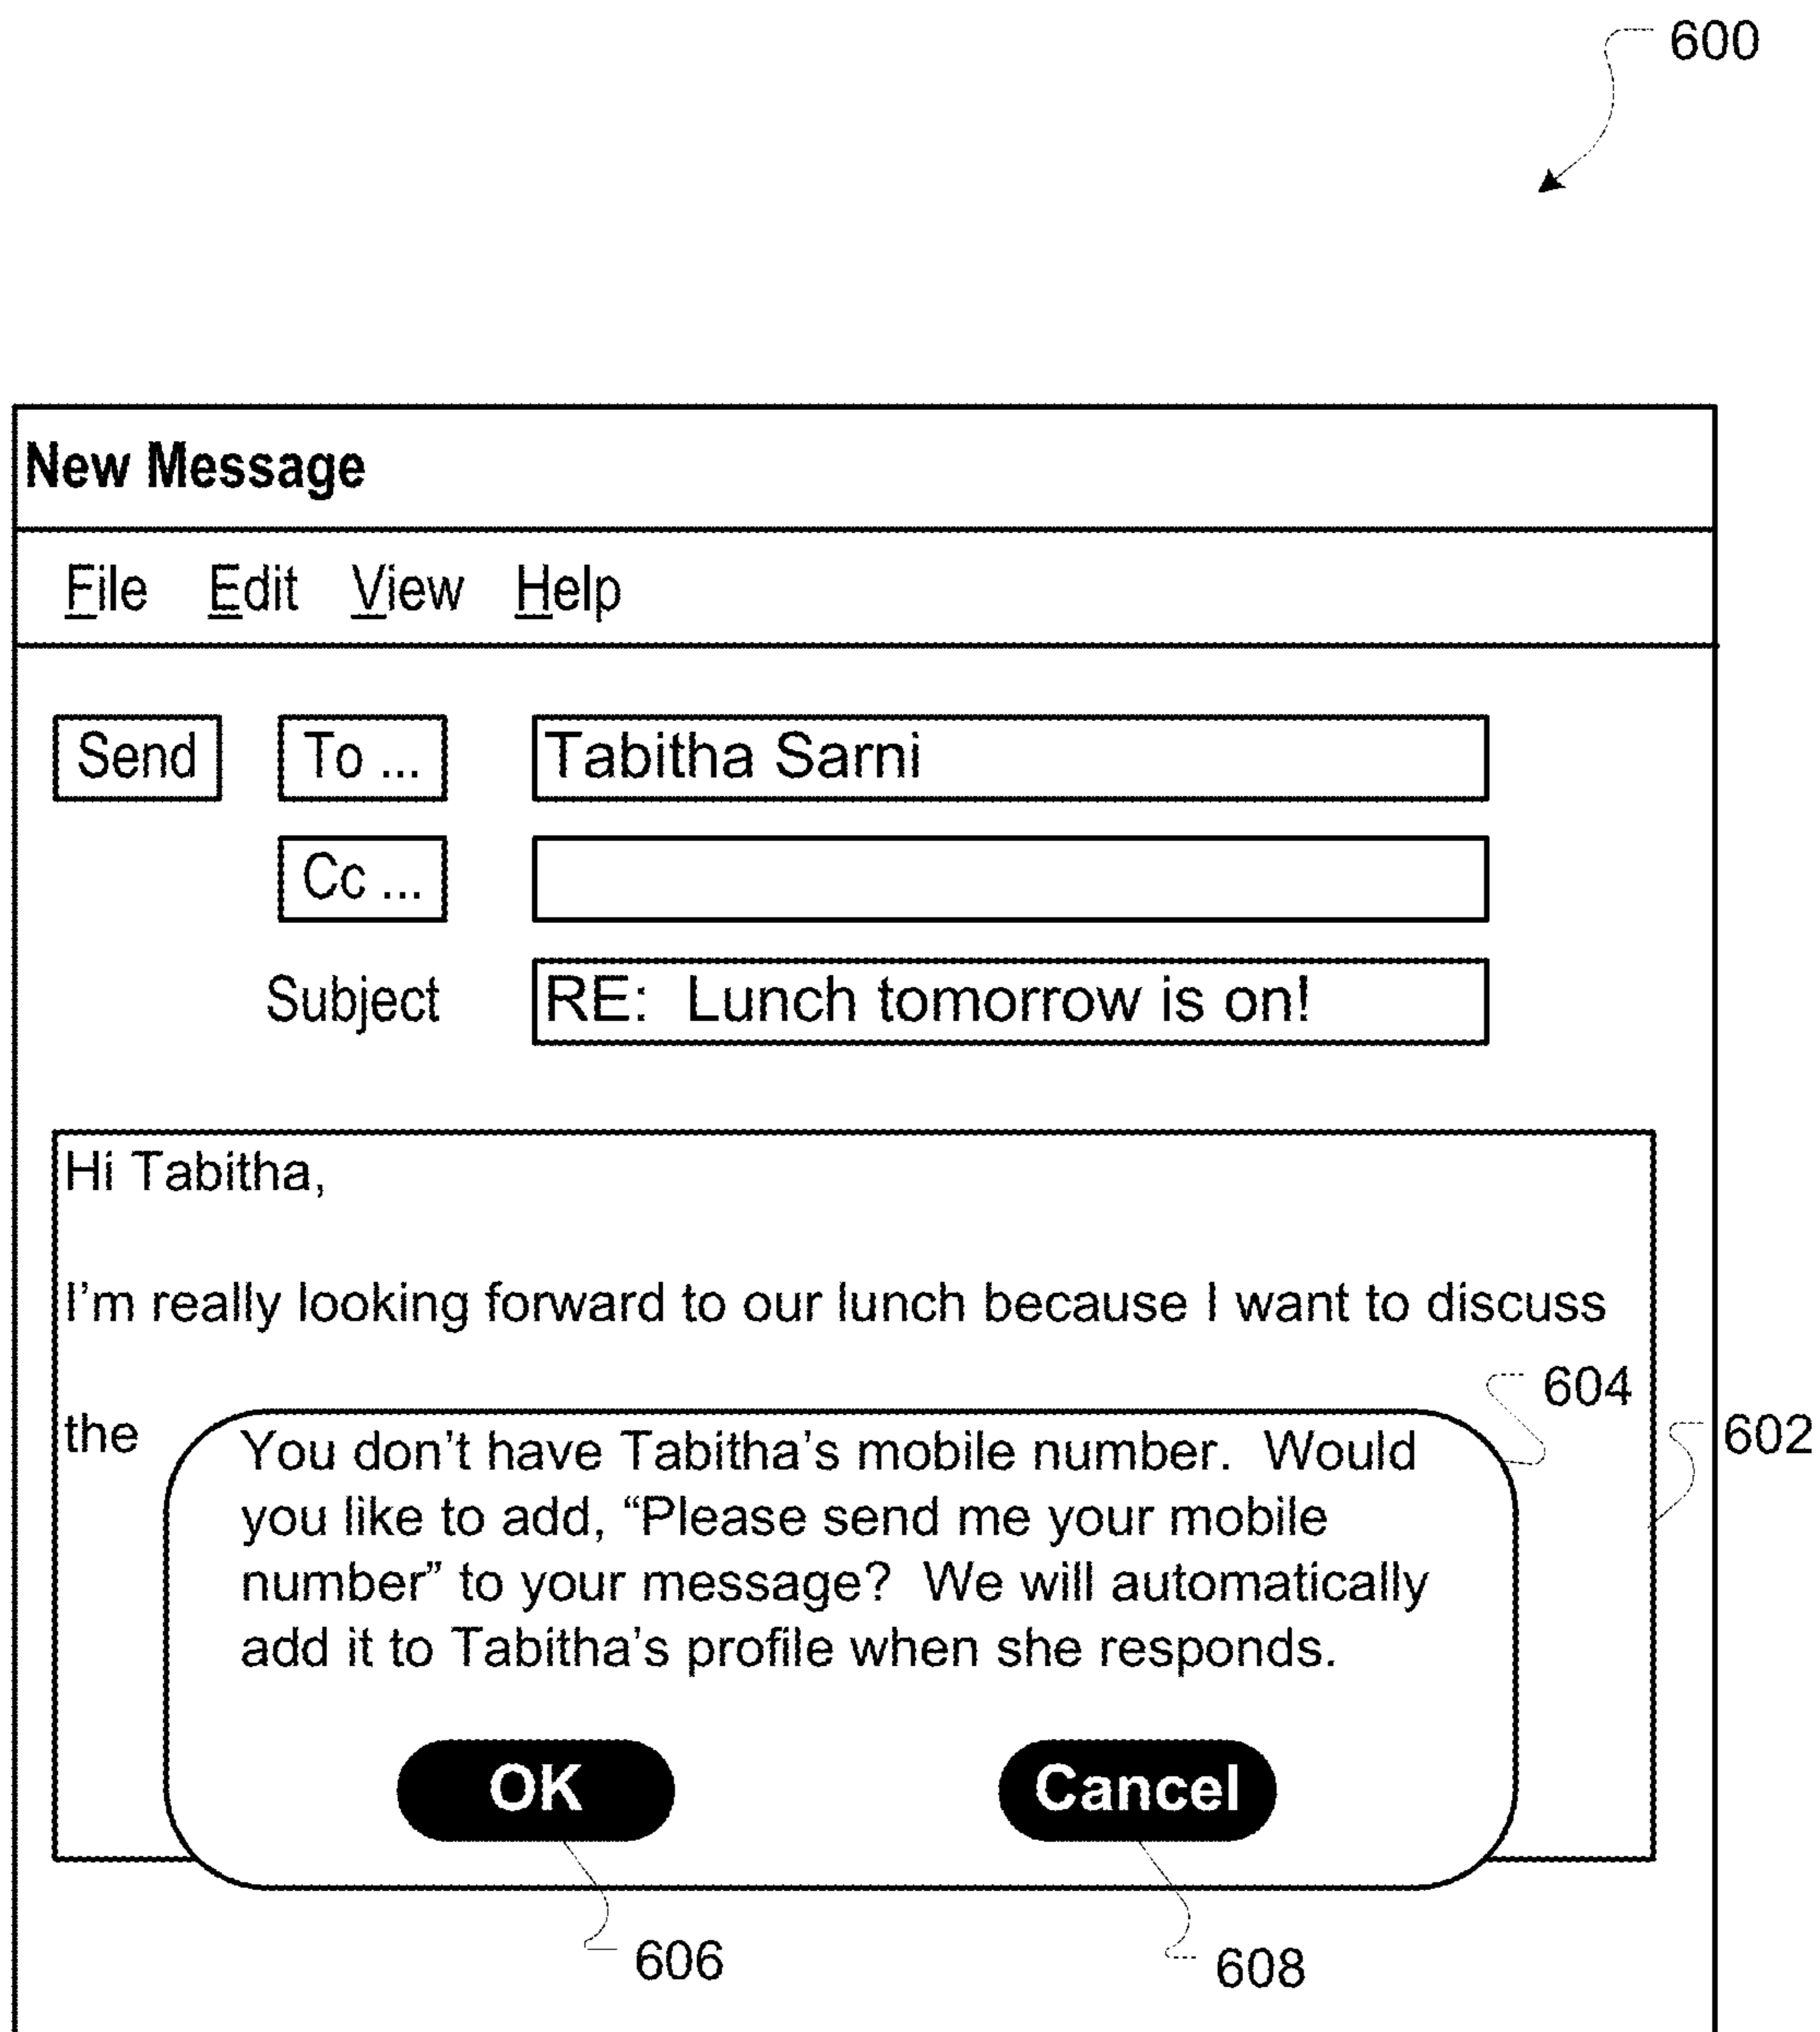 600
New Message
File Edit View Help
Send To ... Tabitha Sarni
Cc ...
Subject RE: Lunch tomorrow is on!
Hi Tabitha,
I'm really looking forward to our lunch because I want to discuss
604
the
602
You don't have Tabitha's mobile number. Would
you like to add, “Please send me your mobile
number” to your message? We will automatically
add it to Tabitha's profile when she responds.
OK Cancel
606 608